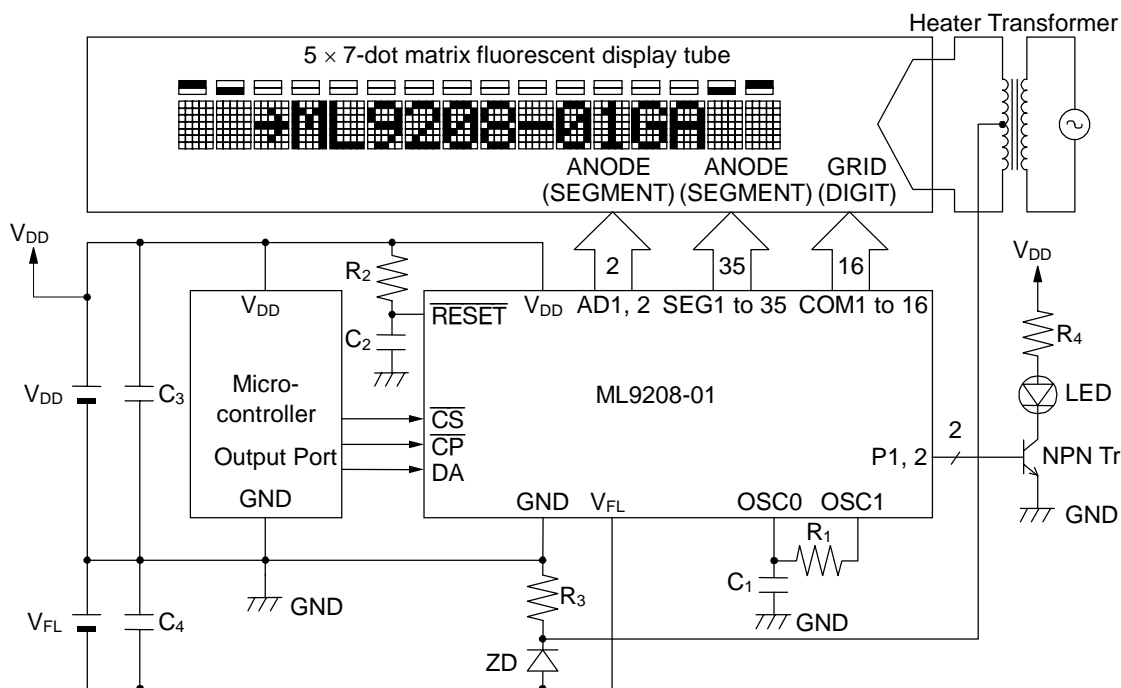 Heater Transformer
5 × 7-dot matrix fluorescent display tube
→ML9208-01GA
ANODE (SEGMENT)
ANODE (SEGMENT)
GRID (DIGIT)
2
35
16
VDD
R2
VDD
RESET
VDD
AD1, 2
SEG1 to 35
COM1 to 16
VDD
R4
C2
VDD
C3
Micro-
controller
ML9208-01
LED
CS
CP
DA
Output Port
2
P1, 2
NPN Tr
GND
GND
VFL
OSC0
OSC1
GND
R1
C1
GND
R3
GND
VFL
C4
ZD